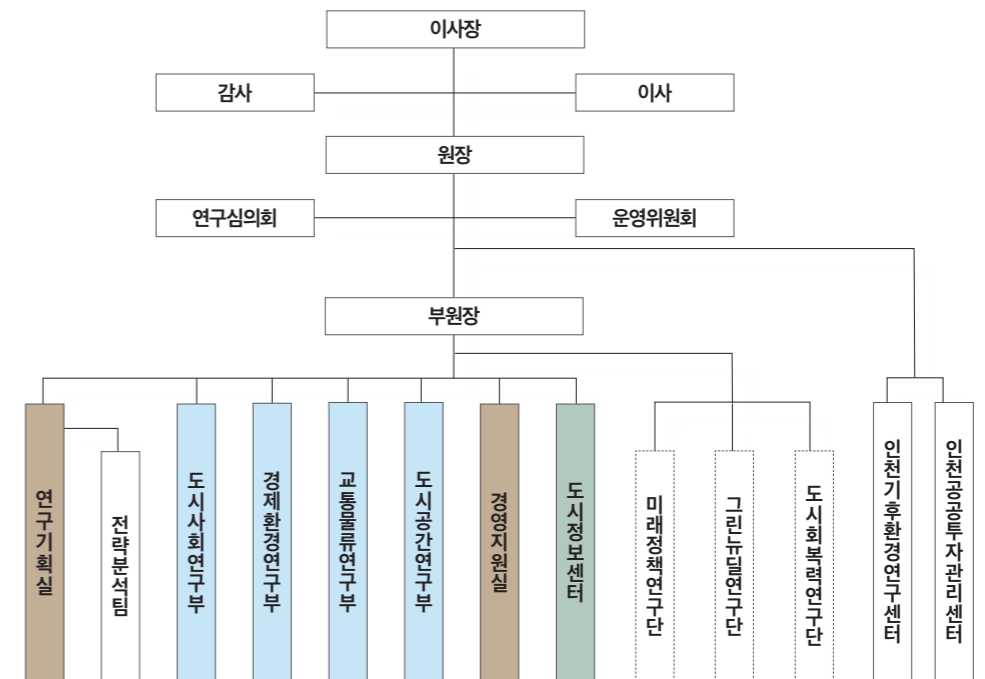 이사장
감사
이사
원장
연구심의회
운영위원회
부원장
연구기획실
전략분석팀
도시사회연구부
경제환경연구부
교통물류연구부
도시공간연구부
경영지원실
도시정보센터
미래정책연구단
그린뉴딜연구단
도시회복력연구단
인천기후환경연구센터
인천공공투자관리센터